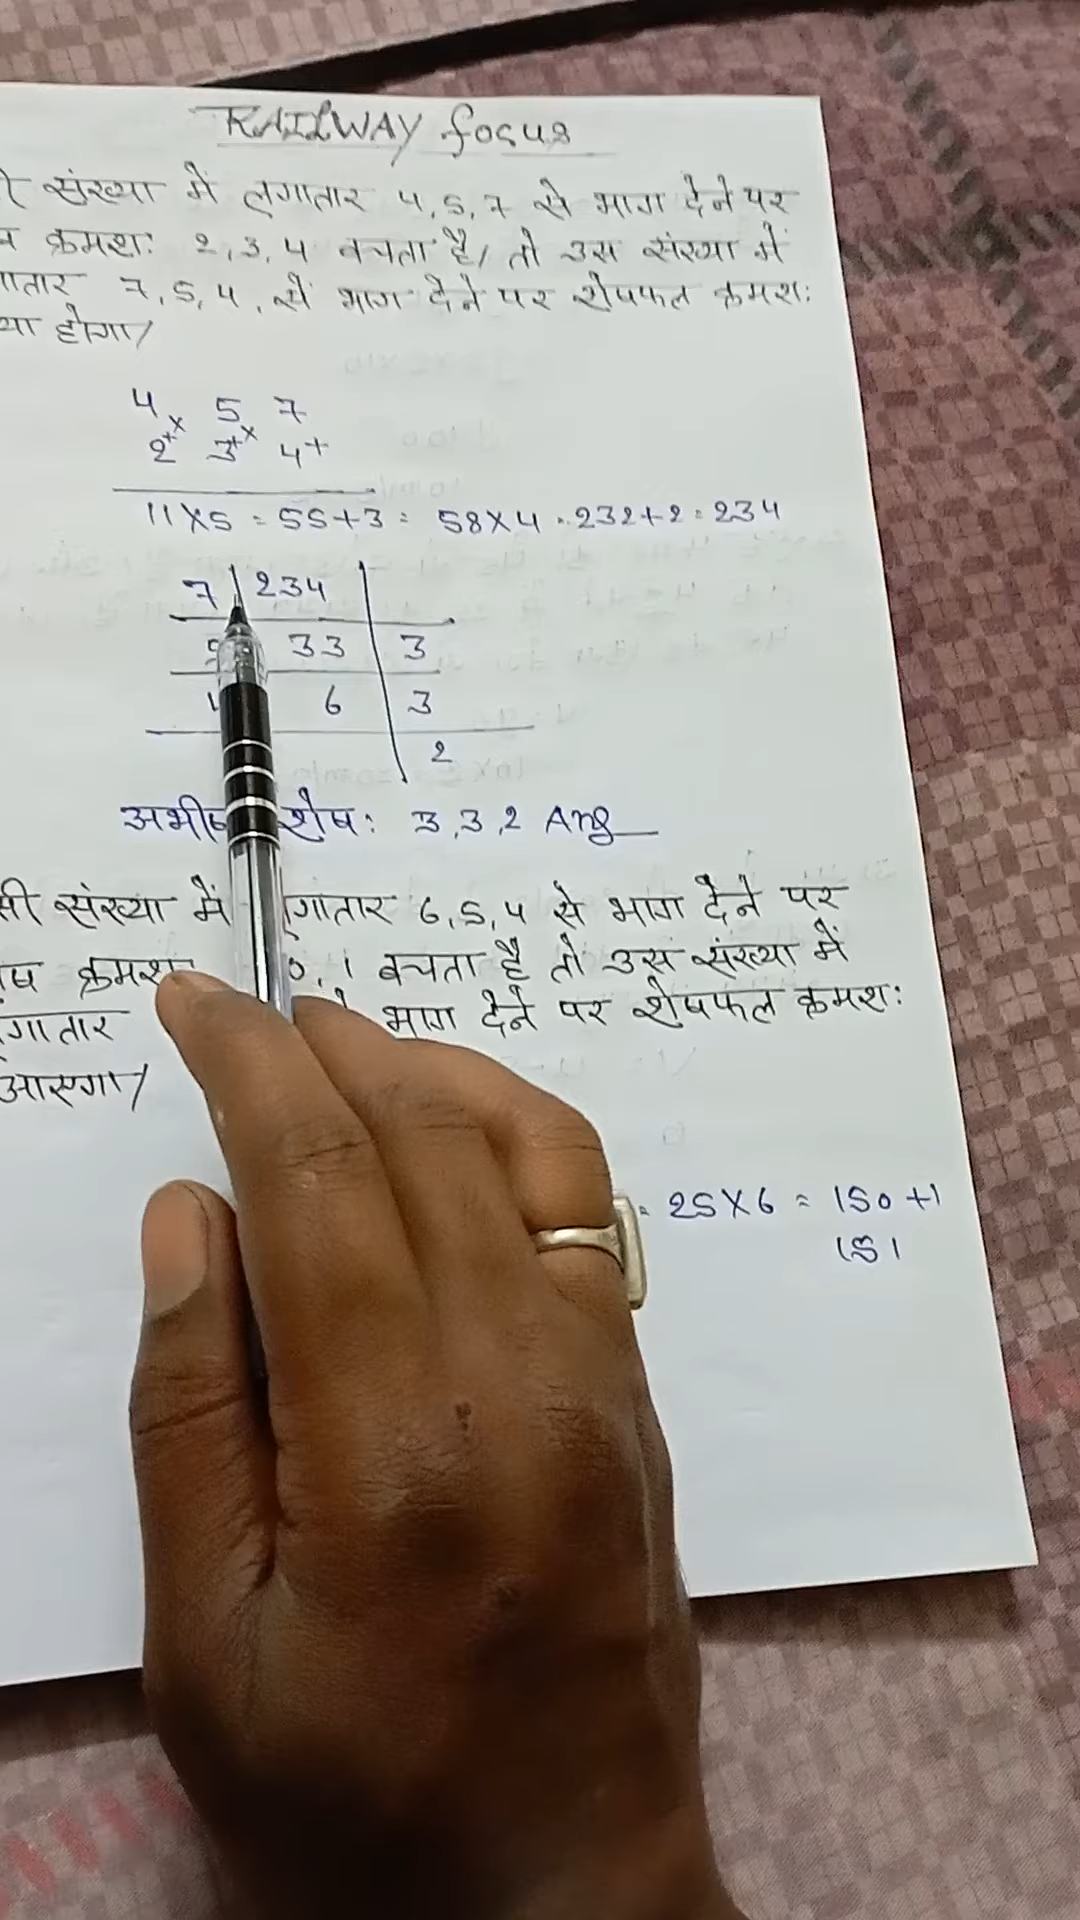 RAILWAY focus
संख्या में लगातार 4,5,7 से भाग देने पर
क्रमशः 2,3,4 बचता है, तो उस संख्या में
7,5,4, से भाग देने पर शेषफल क्रमशः
होगा/
4 5 7
2 3 4
11×5 = 55+3 = 58×4 = 232+2 = 234
7 234
33 3
6 3
2
शेष: 3,3,2 Ans
संख्या में 6,5,4 से भाग देने पर
क्रमशः 0,1 बचता है तो उस संख्या में
भाग देने पर शेषफल क्रमशः
आएगा/
= 25×6 = 150+1
151